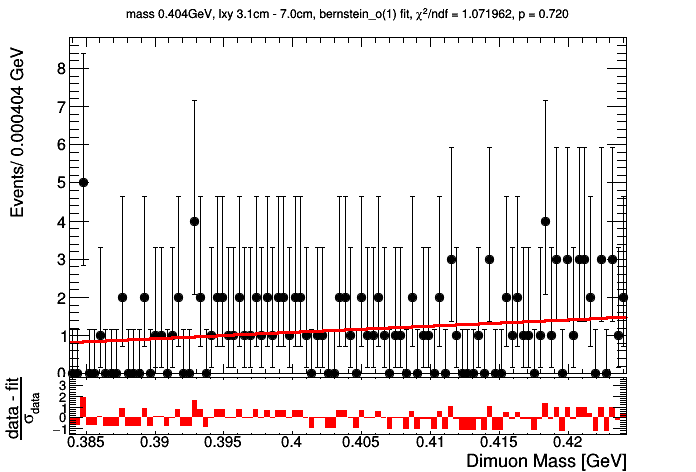 mass 0.404GeV, lxy 3.1cm - 7.0cm, bernstein_o(1) fit, χ²/ndf = 1.071962, p = 0.720
Events/ 0.000404 GeV
8
7
6
5
4
3
2
1
0
data - fit
σdata
3
2
1
0
−1
0.385 0.39 0.395 0.4 0.405 0.41 0.415 0.42
Dimuon Mass [GeV]